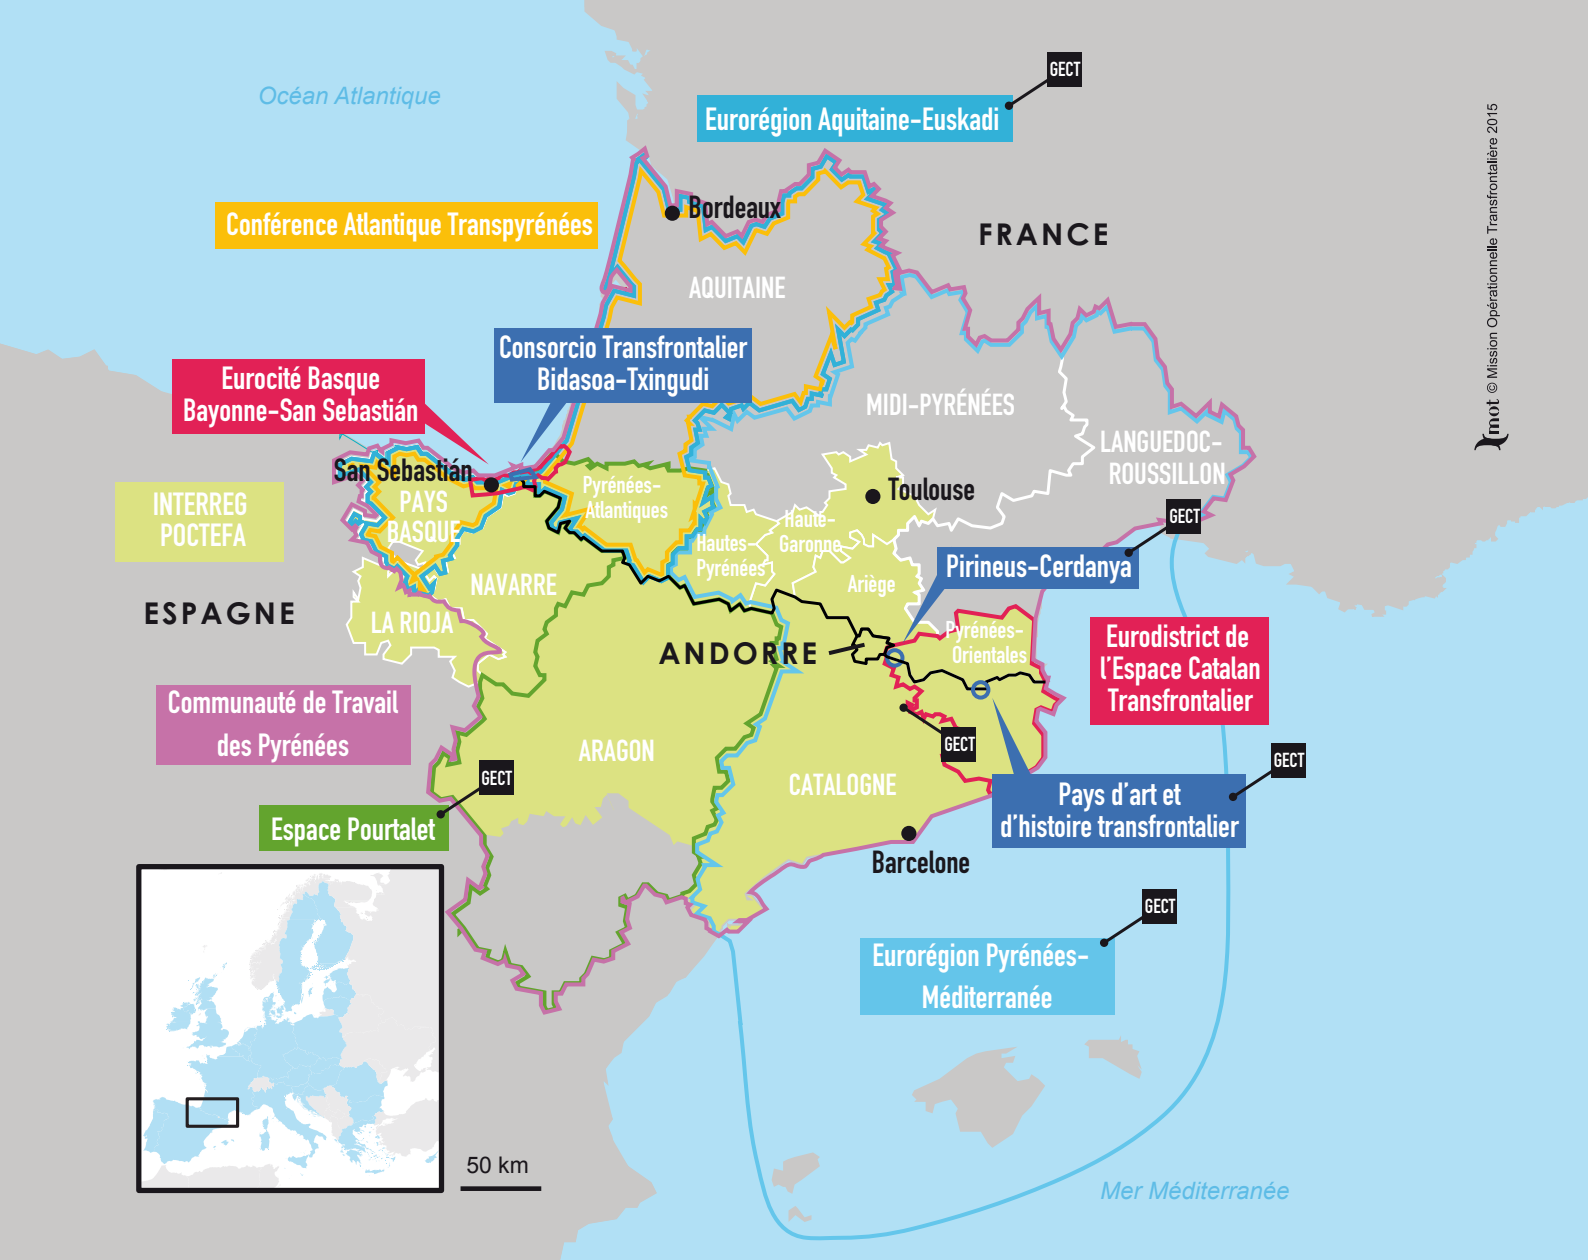 Océan Atlantique
GECT
Eurorégion Aquitaine-Euskadi
© Mission Opérationnelle Transfrontalière 2015
mot
Conférence Atlantique Transpyrénées
Bordeaux
FRANCE
AQUITAINE
Consorcio Transfrontalier
Bidasoa-Txingudi
Eurocité Basque
Bayonne-San Sebastián
MIDI-PYRÉNÉES
LANGUEDOC-
ROUSSILLON
San Sebastián
PAYS
BASQUE
Pyrénées-
Atlantiques
Toulouse
INTERREG
POCTEFA
Haute-
Garonne
Hautes-
Pyrénées
Ariège
GECT
Pirineus-Cerdanya
NAVARRE
ESPAGNE
LA RIOJA
ANDORRE
Pyrénées-
Orientales
Eurodistrict de
l'Espace Catalan
Transfrontalier
Communauté de Travail
des Pyrénées
ARAGON
GECT
GECT
GECT
CATALOGNE
Pays d'art et
d'histoire transfrontalier
Espace Pourtalet
Barcelone
GECT
Eurorégion Pyrénées-
Méditerranée
50 km
Mer Méditerranée